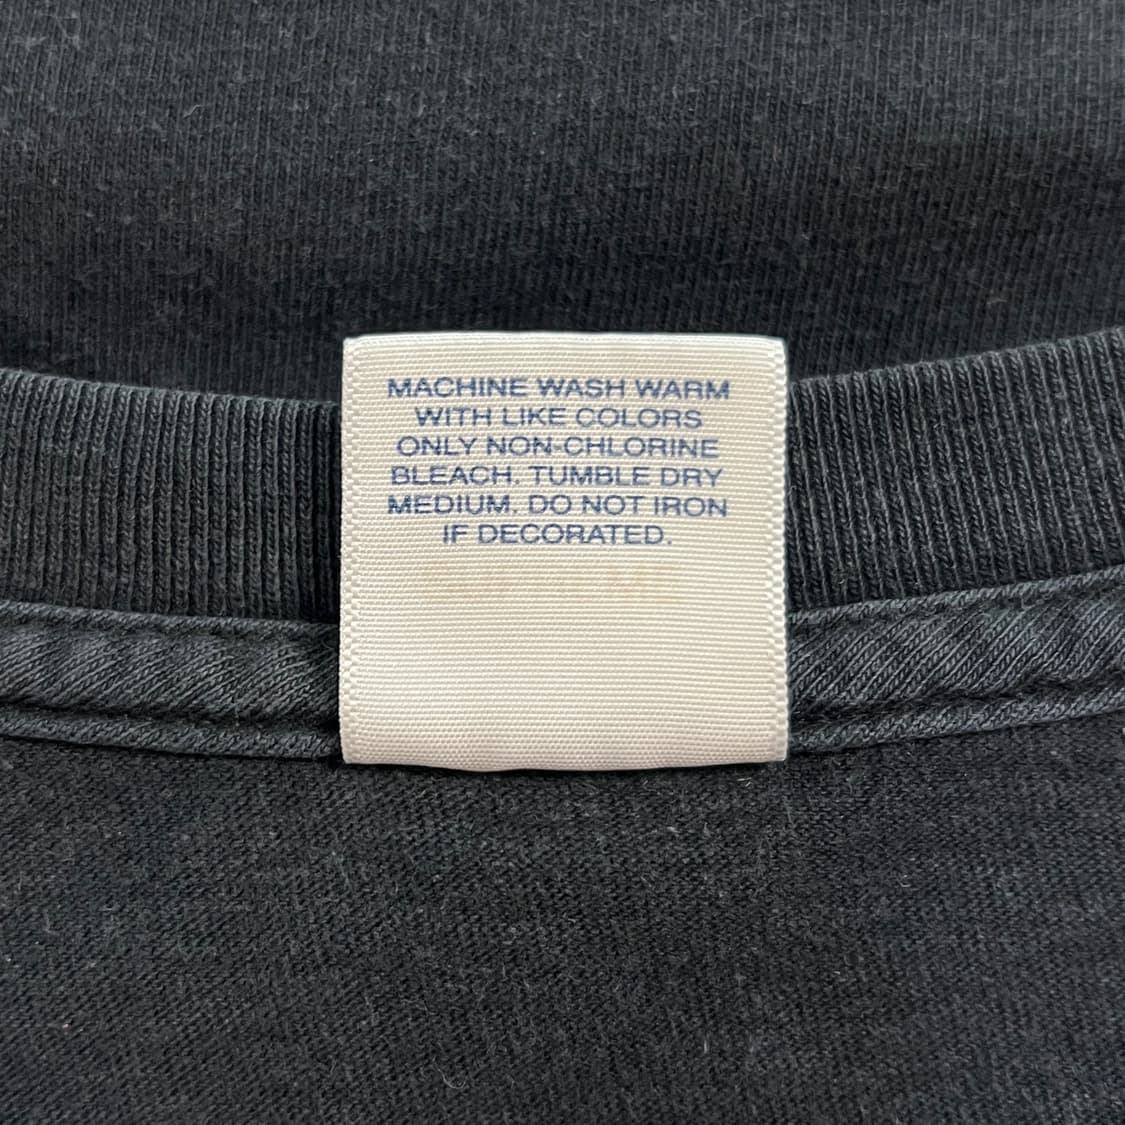 MACHINE WASH WARM
WITH LIKE COLORS
ONLY NON-CHLORINE
BLEACH. TUMBLE DRY
MEDIUM. DO NOT IRON
IF DECORATED.